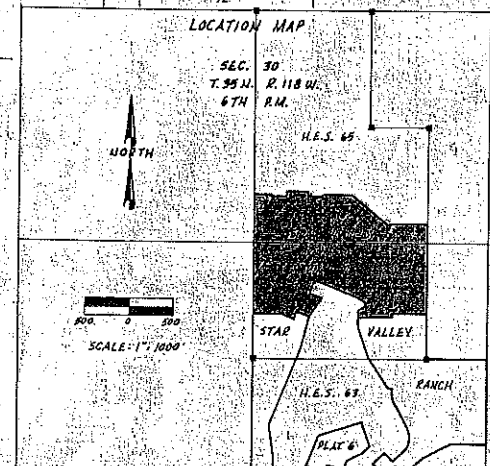 LOCATION MAP
SEC. 30
T. 35 N. R. 118 W.
6TH P.M.
NORTH
H.E.S. 65
500 0 500
SCALE: 1": 1000'
STAR VALLEY
H.E.S. 63
RANCH
PLAT 6